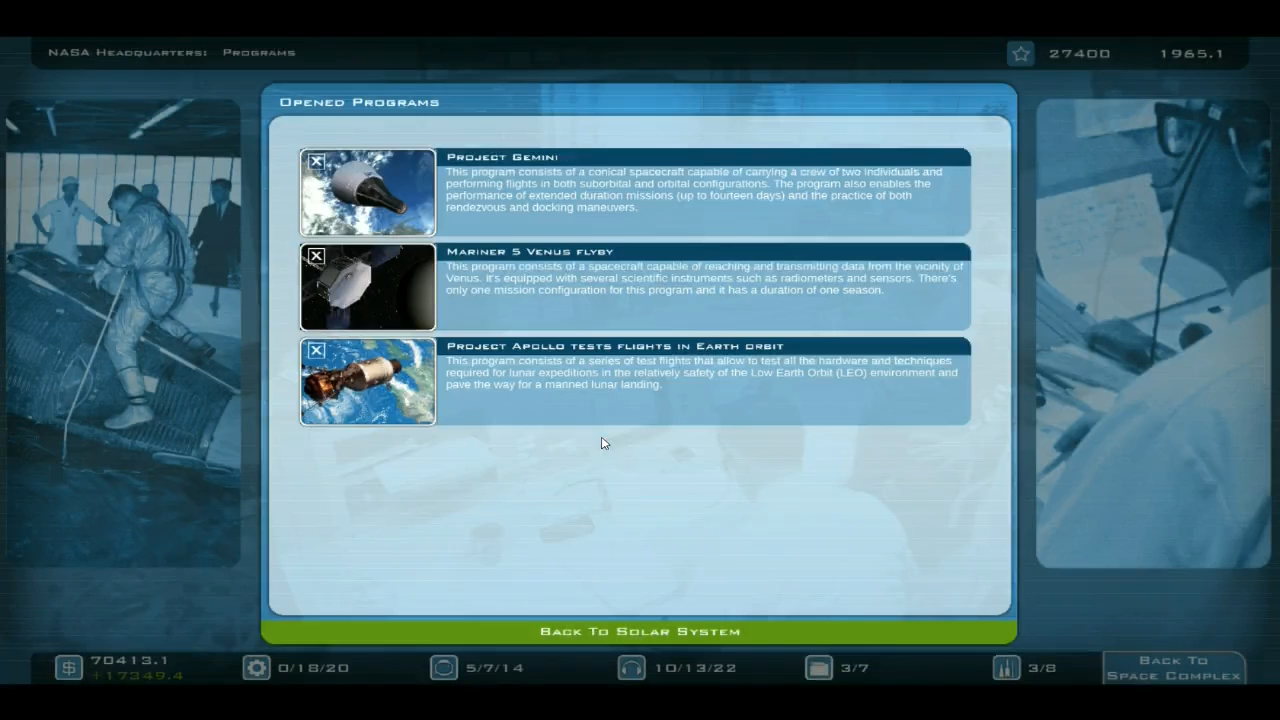 NASA Headquarters: Programs
27400
1965.1
Opened Programs
Project Gemini
This program consists of a conical spacecraft capable of carrying a crew of two individuals and
performing flights in both suborbital and orbital configurations. The program also enables the
performance of extended duration missions (up to fourteen days) and the practice of both
rendezvous and docking maneuvers.
Mariner 5 Venus flyby
This program consists of a spacecraft capable of reaching and transmitting data from the vicinity of
Venus. It's equipped with several scientific instruments such as radiometers and sensors. There's
only one mission configuration for this program and it has a duration of one season.
Project Apollo tests flights in Earth orbit
This program consists of a series of test flights that allow to test all the hardware and techniques
required for lunar expeditions in the relatively safety of the Low Earth Orbit (LEO) environment and
pave the way for a manned lunar landing.
Back To Solar System
70413.1
+17349.4
0/18/20
5/7/14
10/13/22
3/7
3/8
Back To
Space Complex